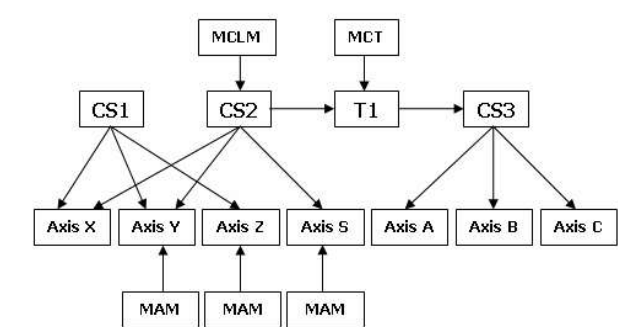 MCLM MCT
CS1 CS2 T1 CS3
Axis X Axis Y Axis Z Axis S Axis A Axis B Axis C
MAM MAM MAM